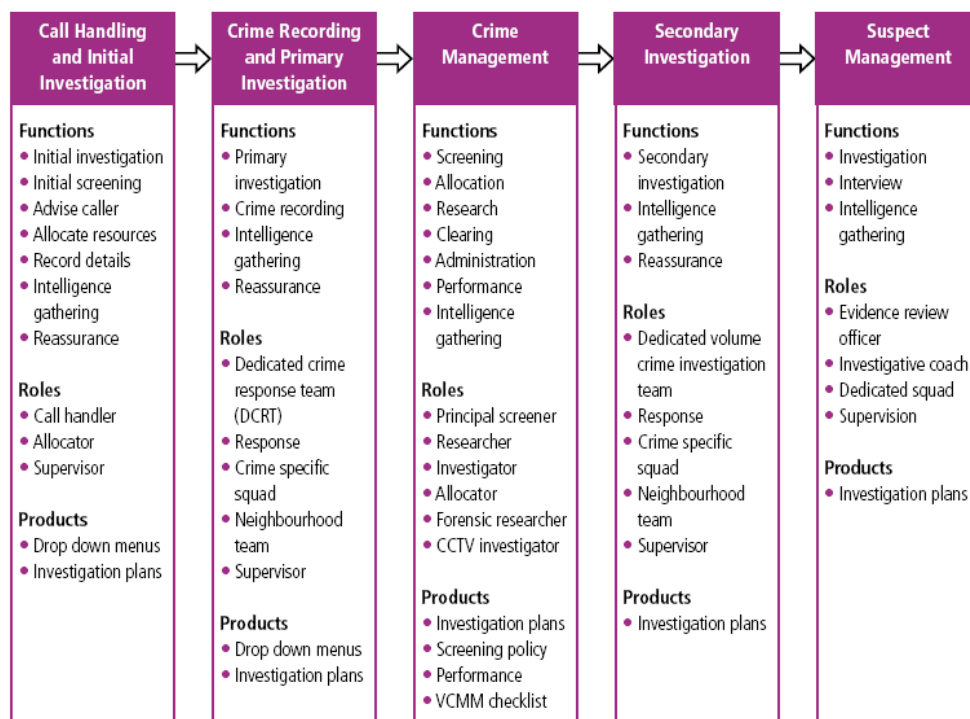 Call Handling
and Initial
Investigation
Functions
• Initial investigation
• Initial screening
• Advise caller
• Allocate resources
• Record details
• Intelligence
gathering
• Reassurance
Roles
• Call handler
• Allocator
• Supervisor
Products
• Drop down menus
• Investigation plans
Crime Recording
and Primary
Investigation
Functions
• Primary
investigation
• Crime recording
• Intelligence
gathering
• Reassurance
Roles
• Dedicated crime
response team
(DCRT)
• Response
• Crime specific
squad
• Neighbourhood
team
• Supervisor
Products
• Drop down menus
• Investigation plans
Crime
Management
Functions
• Screening
• Allocation
• Research
• Clearing
• Administration
• Performance
• Intelligence
gathering
Roles
• Principal screener
• Researcher
• Investigator
• Allocator
• Forensic researcher
• CCTV investigator
Products
• Investigation plans
• Screening policy
• Performance
• VCMM checklist
Secondary
Investigation
Functions
• Secondary
investigation
• Intelligence
gathering
• Reassurance
Roles
• Dedicated volume
crime investigation
team
• Response
• Crime specific
squad
• Neighbourhood
team
• Supervisor
Products
• Investigation plans
Suspect
Management
Functions
• Investigation
• Interview
• Intelligence
gathering
Roles
• Evidence review
officer
• Investigative coach
• Dedicated squad
• Supervision
Products
• Investigation plans